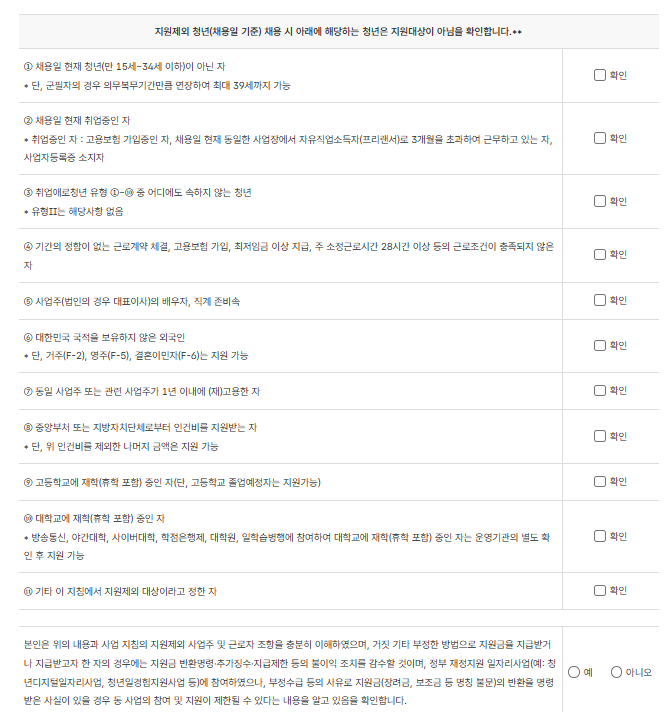 지원제외 청년(채용일 기준) 채용 시 아래에 해당하는 청년은 지원대상이 아님을 확인합니다.**
① 채용일 현재 청년(만 15세~34세 이하)이 아닌 자
* 단, 군필자의 경우 의무복무기간만큼 연장하여 최대 39세까지 가능
확인
② 채용일 현재 취업중인 자
* 취업중인 자 : 고용보험 가입중인 자, 채용일 현재 동일한 사업장에서 자유직업소득자(프리랜서)로 3개월을 초과하여 근무하고 있는 자,
사업자등록증 소지자
확인
③ 취업애로청년 유형 ①~⑩ 중 어디에도 속하지 않는 청년
* 유형II는 해당사항 없음
확인
④ 기간의 정함이 없는 근로계약 체결, 고용보험 가입, 최저임금 이상 지급, 주 소정근로시간 28시간 이상 등의 근로조건이 충족되지 않은
자
확인
⑤ 사업주(법인의 경우 대표이사)의 배우자, 직계 존비속
확인
⑥ 대한민국 국적을 보유하지 않은 외국인
* 단, 거주(F-2), 영주(F-5), 결혼이민자(F-6)는 지원 가능
확인
⑦ 동일 사업주 또는 관련 사업주가 1년 이내에 (재)고용한 자
확인
⑧ 중앙부처 또는 지방자치단체로부터 인건비를 지원받는 자
* 단, 위 인건비를 제외한 나머지 금액은 지원 가능
확인
⑨ 고등학교에 재학(휴학 포함) 중인 자(단, 고등학교 졸업예정자는 지원가능)
확인
⑩ 대학교에 재학(휴학 포함) 중인 자
* 방송통신, 야간대학, 사이버대학, 학점은행제, 대학원, 일학습병행에 참여하여 대학교에 재학(휴학 포함) 중인 자는 운영기관의 별도 확
인 후 지원 가능
확인
⑪ 기타 이 지침에서 지원제외 대상이라고 정한 자
확인
본인은 위의 내용과 사업 지침의 지원제외 사업주 및 근로자 조항을 충분히 이해하였으며, 거짓 기타 부정한 방법으로 지원금을 지급받거
나 지급받고자 한 자의 경우에는 지원금 반환명령·추가징수·지급제한 등의 불이익 조치를 감수할 것이며, 정부 재정지원 일자리사업(예: 청
년디지털일자리사업, 청년일경험지원사업 등)에 참여하였으나, 부정수급 등의 사유로 지원금(장려금, 보조금 등 명칭 불문)의 반환을 명령
받은 사실이 있을 경우 동 사업의 참여 및 지원이 제한될 수 있다는 내용을 알고 있음을 확인합니다.
예 아니오